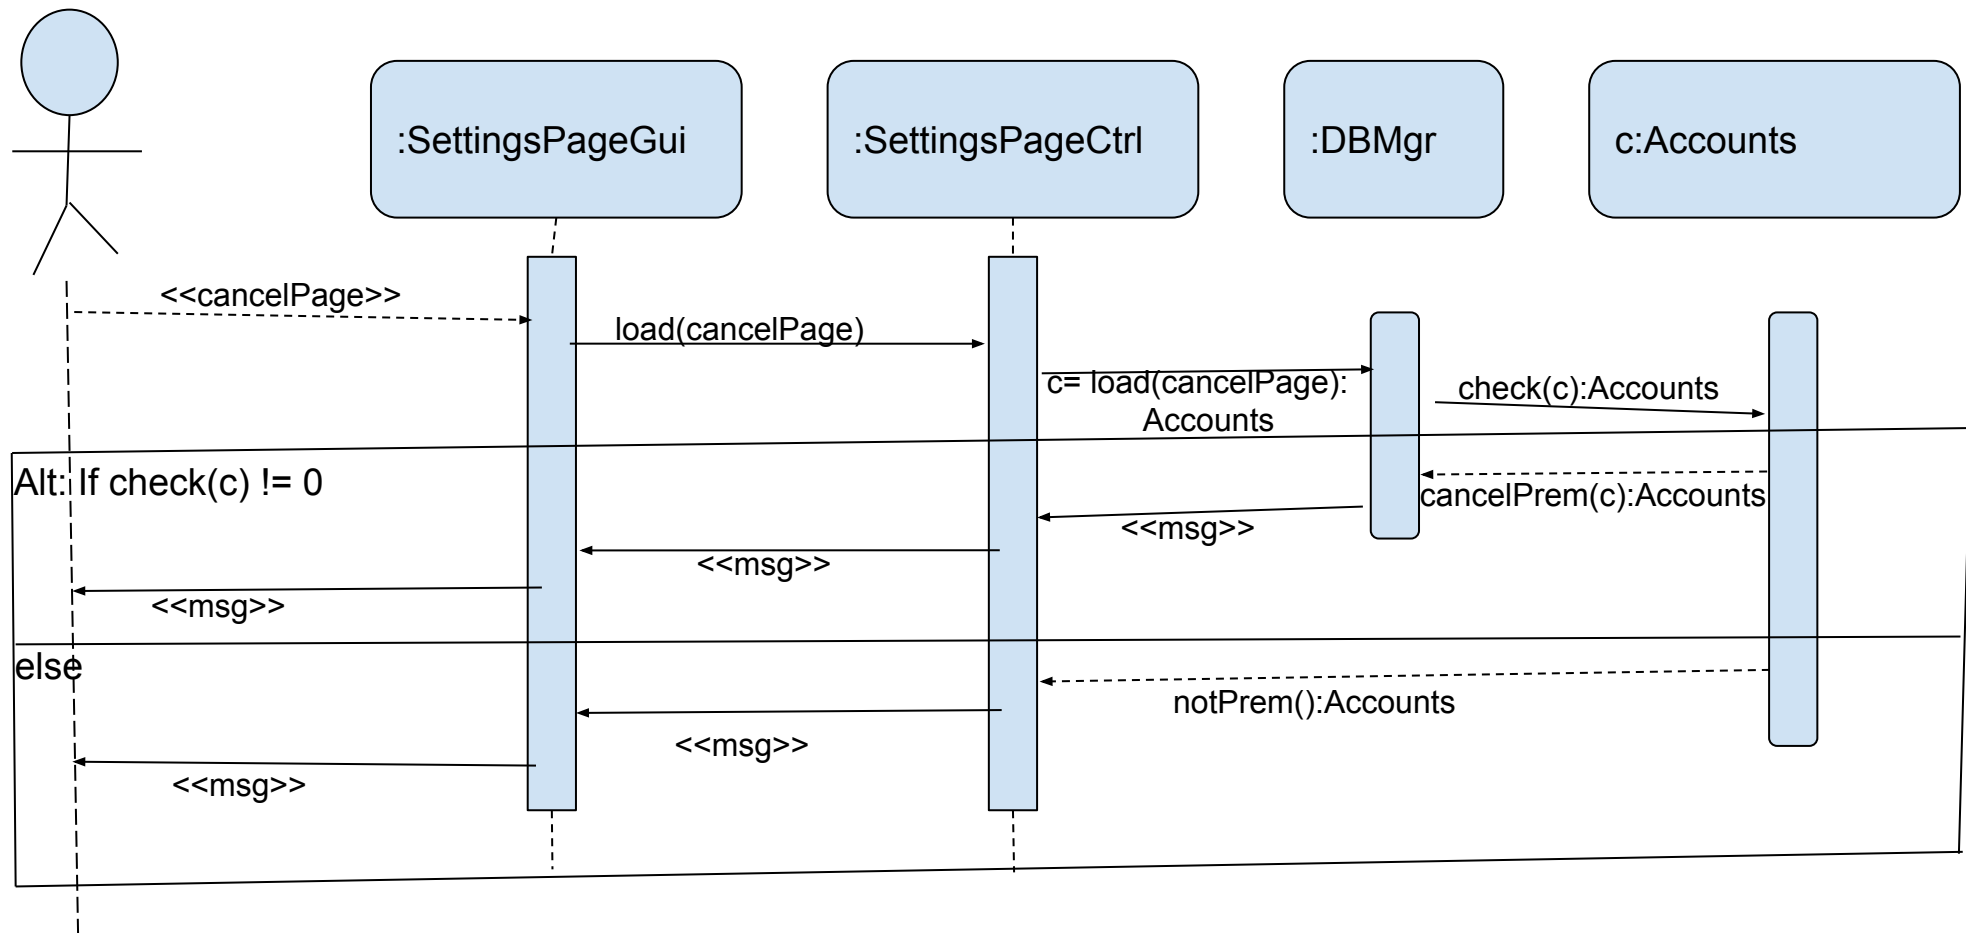 :SettingsPageGui
:SettingsPageCtrl
:DBMgr
c:Accounts
<<cancelPage>>
load(cancelPage)
c= load(cancelPage):
Accounts
check(c):Accounts
Alt: If check(c) != 0
cancelPrem(c):Accounts
<<msg>>
<<msg>>
<<msg>>
else
notPrem():Accounts
<<msg>>
<<msg>>